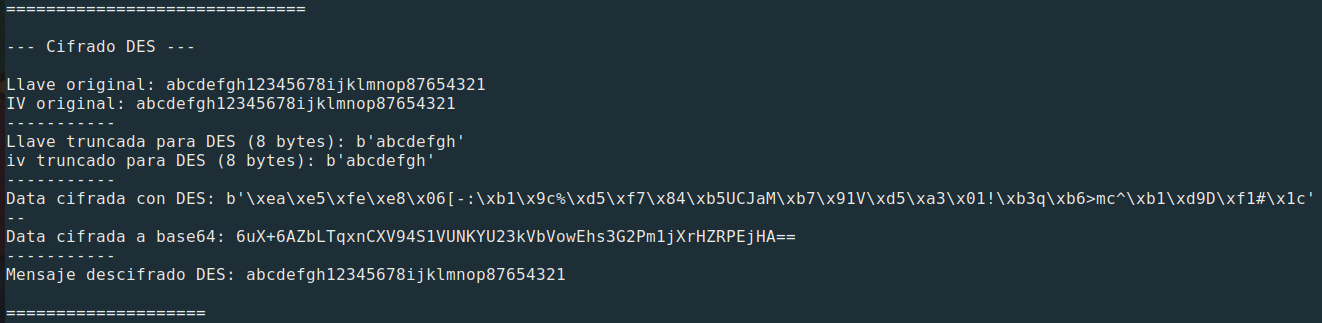 ==============================
--- Cifrado DES ---
Llave original: abcdefgh12345678ijklmnop87654321
IV original: abcdefgh12345678ijklmnop87654321
-----------
Llave truncada para DES (8 bytes): b'abcdefgh'
iv truncado para DES (8 bytes): b'abcdefgh'
-----------
Data cifrada con DES: b'\xea\xe5\xfe\xe8\x06[-:\xb1\x9c%\xd5\xf7\x84\xb5UCJaM\xb7\x91V\xd5\xa3\x01!\xb3q\xb6>mc^\xb1\xd9D\xf1#\x1c'
--
Data cifrada a base64: 6uX+6AZbLTqxnCXV94S1VUNKYU23kVbVowEhs3G2Pm1jXrHZRPEjHA==
-----------
Mensaje descifrado DES: abcdefgh12345678ijklmnop87654321
====================